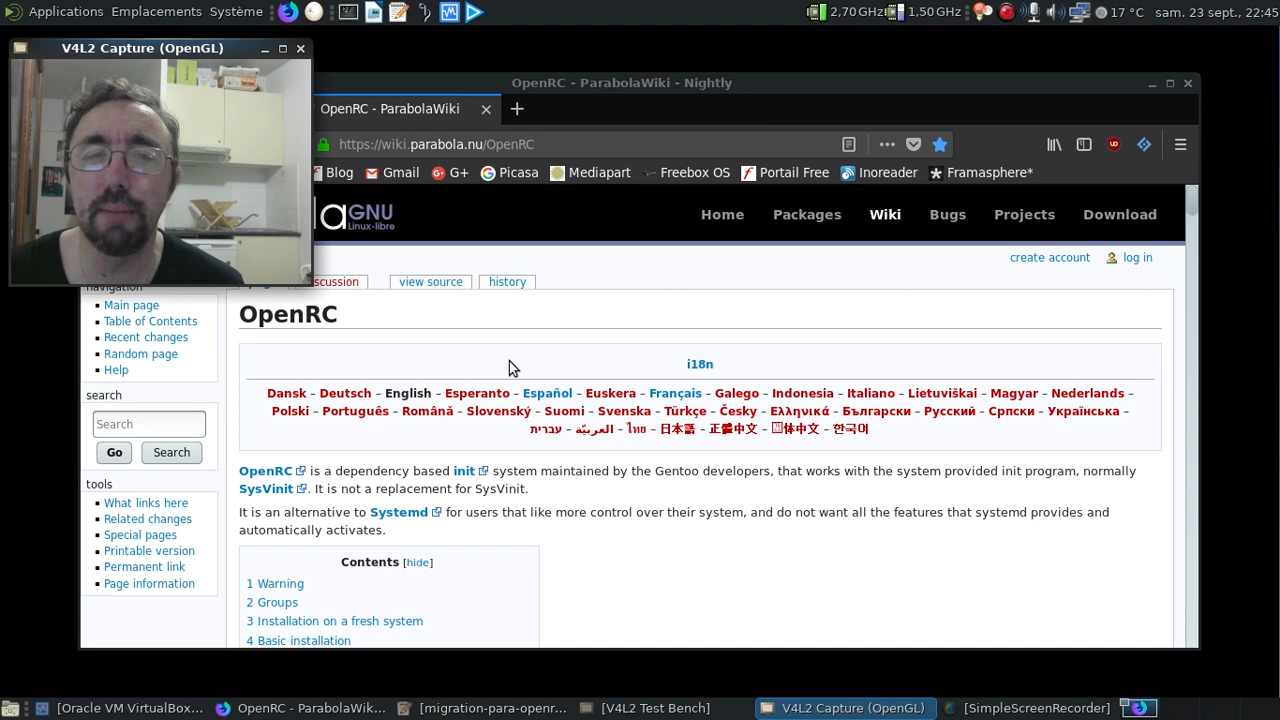 Applications Emplacements Système 2,70 GHz 1,50 GHz 17 °C sam. 23 sept., 22:45
V4L2 Capture (OpenGL)
OpenRC - ParabolaWiki - Nightly
OpenRC - ParabolaWiki
https://wiki.parabola.nu/OpenRC
Blog Gmail G+ Picasa Mediapart Freebox OS Portail Free Inoreader Framasphere*
la GNU Linux-libre
Home Packages Wiki Bugs Projects Download
create account log in
scussion view source history
navigation
Main page
Table of Contents
Recent changes
Random page
Help
search
Search
Go Search
tools
What links here
Related changes
Special pages
Printable version
Permanent link
Page information
OpenRC
i18n
Dansk – Deutsch – English – Esperanto – Español – Euskera – Français – Galego – Indonesia – Italiano – Lietuviškai – Magyar – Nederlands –
Polski – Português – Română – Slovenský – Suomi – Svenska – Türkçe – Česky – Ελληνικά – Български – Русский – Српски – Українська –
עברית – العربيّة – ไทย – 日本語 – 正體中文 – 简体中文 – 한국어
OpenRC is a dependency based init system maintained by the Gentoo developers, that works with the system provided init program, normally
SysVinit. It is not a replacement for SysVinit.
It is an alternative to Systemd for users that like more control over their system, and do not want all the features that systemd provides and
automatically activates.
Contents [hide]
1 Warning
2 Groups
3 Installation on a fresh system
4 Basic installation
[Oracle VM VirtualBox... OpenRC - ParabolaWik... [migration-para-openr... [V4L2 Test Bench] V4L2 Capture (OpenGL) [SimpleScreenRecorder]